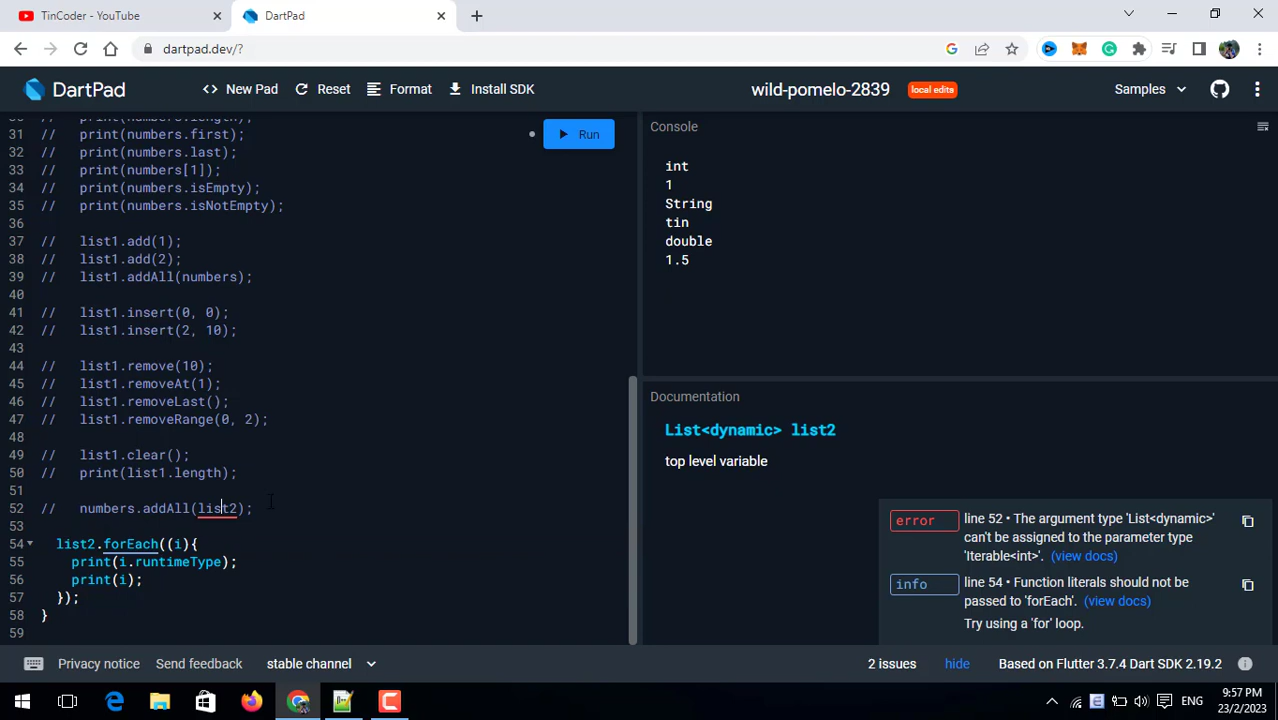 TinCoder - YouTube
DartPad
dartpad.dev/?
DartPad
New Pad
Reset
Format
Install SDK
wild-pomelo-2839
local edits
Samples
// print(numbers.length);
31 // print(numbers.first);
32 // print(numbers.last);
33 // print(numbers[1]);
34 // print(numbers.isEmpty);
35 // print(numbers.isNotEmpty);
36
37 // list1.add(1);
38 // list1.add(2);
39 // list1.addAll(numbers);
40
41 // list1.insert(0, 0);
42 // list1.insert(2, 10);
43
44 // list1.remove(10);
45 // list1.removeAt(1);
46 // list1.removeLast();
47 // list1.removeRange(0, 2);
48
49 // list1.clear();
50 // print(list1.length);
51
52 // numbers.addAll(list2);
53
54 list2.forEach((i){
55 print(i.runtimeType);
56 print(i);
57 });
58 }
59
Run
Console
int
1
String
tin
double
1.5
Documentation
List<dynamic> list2
top level variable
error line 52 • The argument type 'List<dynamic>'
can't be assigned to the parameter type
'Iterable<int>'. (view docs)
info line 54 • Function literals should not be
passed to 'forEach'. (view docs)
Try using a 'for' loop.
Privacy notice
Send feedback
stable channel
2 issues
hide
Based on Flutter 3.7.4 Dart SDK 2.19.2
ENG
9:57 PM
23/2/2023